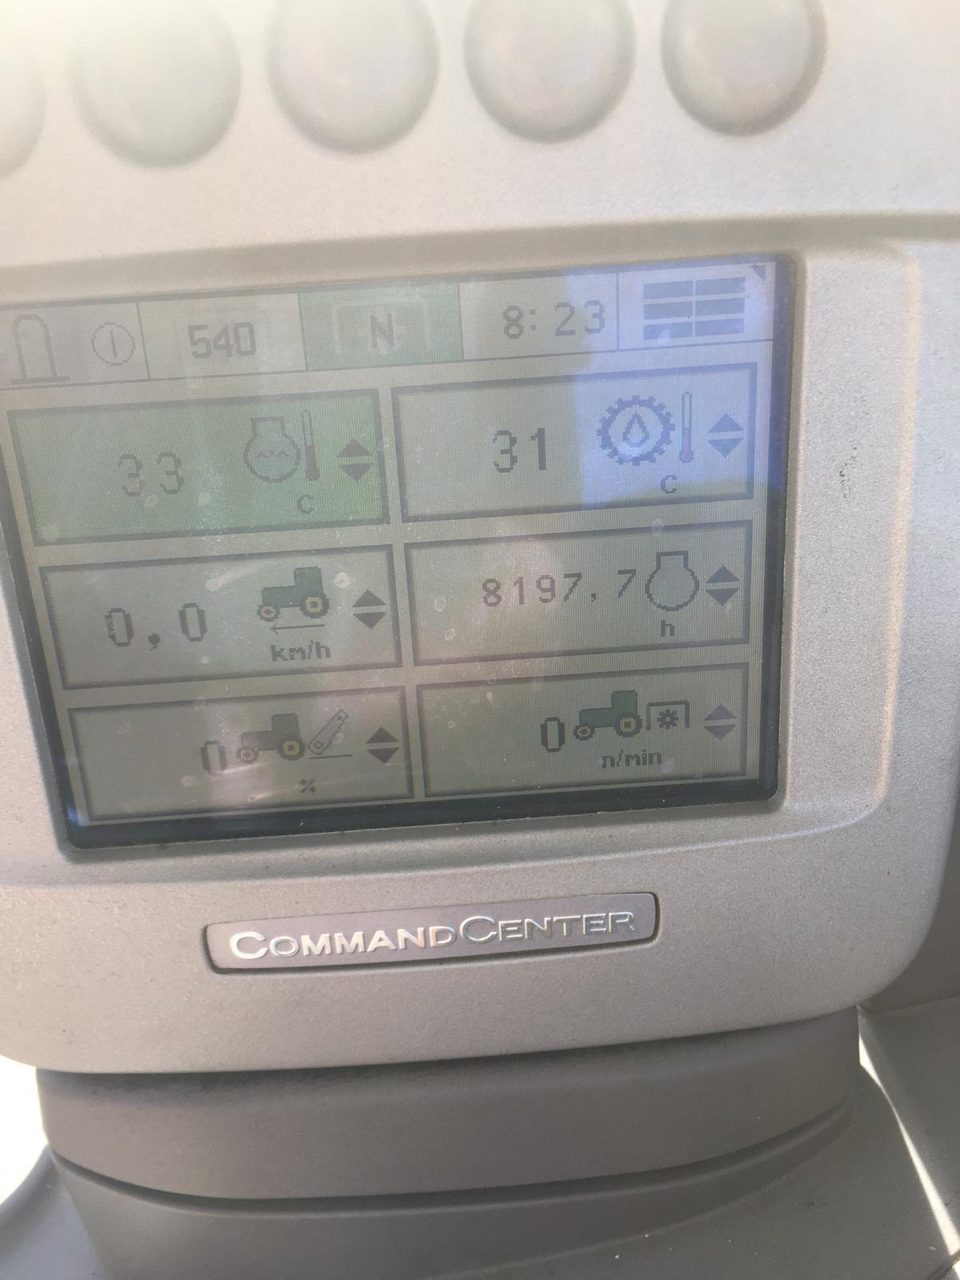 540 N 8:23
33 C
31 C
0,0 km/h
8197,7 h
0 %
0 n/min
COMMANDCENTER